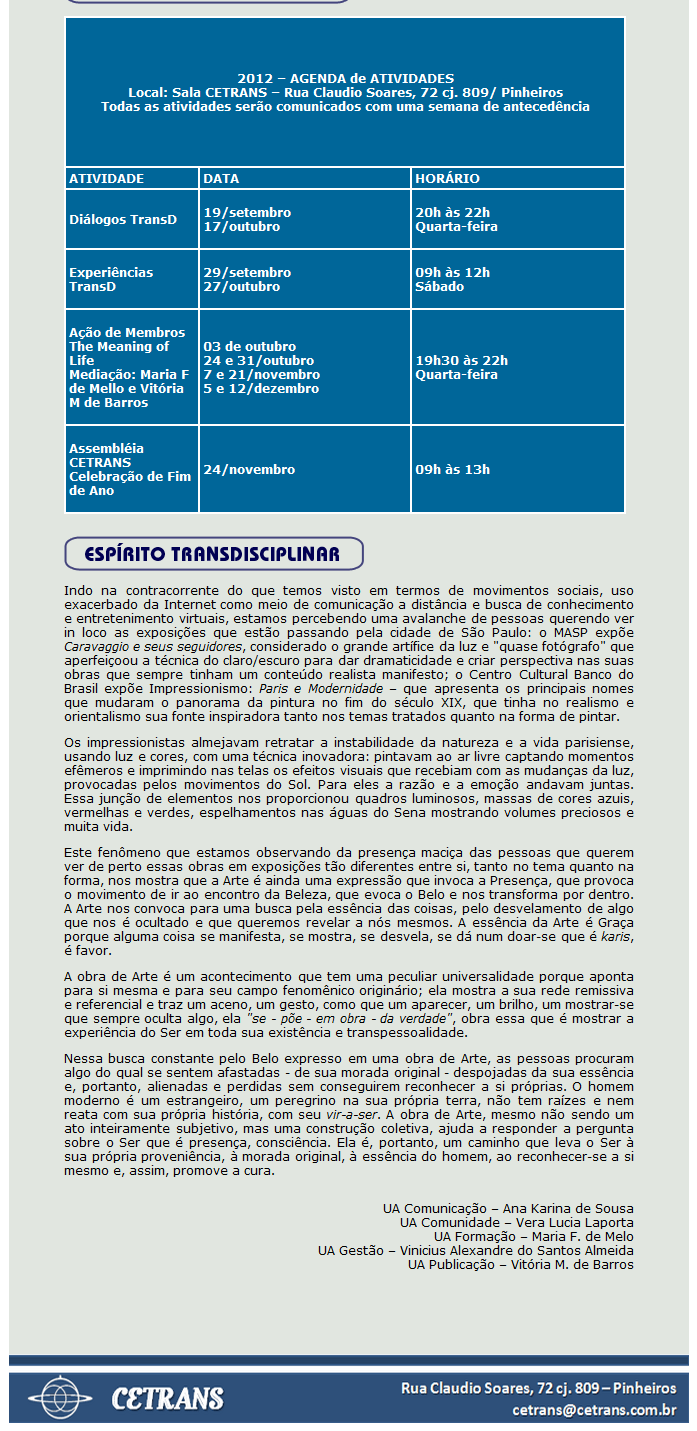 2012 – AGENDA de ATIVIDADES
Local: Sala CETRANS – Rua Claudio Soares, 72 cj. 809/ Pinheiros
Todas as atividades serão comunicados com uma semana de antecedência
ATIVIDADE
DATA
HORÁRIO
Diálogos TransD
19/setembro
17/outubro
20h às 22h
Quarta-feira
Experiências
TransD
29/setembro
27/outubro
09h às 12h
Sábado
Ação de Membros
The Meaning of
Life
Mediação: Maria F
de Mello e Vitória
M de Barros
03 de outubro
24 e 31/outubro
7 e 21/novembro
5 e 12/dezembro
19h30 às 22h
Quarta-feira
Assembléia
CETRANS
Celebração de Fim
de Ano
24/novembro
09h às 13h
ESPÍRITO TRANSDISCIPLINAR
Indo na contracorrente do que temos visto em termos de movimentos sociais, uso
exacerbado da Internet como meio de comunicação a distância e busca de conhecimento
e entretenimento virtuais, estamos percebendo uma avalanche de pessoas querendo ver
in loco as exposições que estão passando pela cidade de São Paulo: o MASP expõe
Caravaggio e seus seguidores, considerado o grande artífice da luz e "quase fotógrafo" que
aperfeiçoou a técnica do claro/escuro para dar dramaticidade e criar perspectiva nas suas
obras que sempre tinham um conteúdo realista manifesto; o Centro Cultural Banco do
Brasil expõe Impressionismo: Paris e Modernidade – que apresenta os principais nomes
que mudaram o panorama da pintura no fim do século XIX, que tinha no realismo e
orientalismo sua fonte inspiradora tanto nos temas tratados quanto na forma de pintar.
Os impressionistas almejavam retratar a instabilidade da natureza e a vida parisiense,
usando luz e cores, com uma técnica inovadora: pintavam ao ar livre captando momentos
efêmeros e imprimindo nas telas os efeitos visuais que recebiam com as mudanças da luz,
provocadas pelos movimentos do Sol. Para eles a razão e a emoção andavam juntas.
Essa junção de elementos nos proporcionou quadros luminosos, massas de cores azuis,
vermelhas e verdes, espelhamentos nas águas do Sena mostrando volumes preciosos e
muita vida.
Este fenômeno que estamos observando da presença maciça das pessoas que querem
ver de perto essas obras em exposições tão diferentes entre si, tanto no tema quanto na
forma, nos mostra que a Arte é ainda uma expressão que invoca a Presença, que provoca
o movimento de ir ao encontro da Beleza, que evoca o Belo e nos transforma por dentro.
A Arte nos convoca para uma busca pela essência das coisas, pelo desvelamento de algo
que nos é ocultado e que queremos revelar a nós mesmos. A essência da Arte é Graça
porque alguma coisa se manifesta, se mostra, se desvela, se dá num doar-se que é karis,
é favor.
A obra de Arte é um acontecimento que tem uma peculiar universalidade porque aponta
para si mesma e para seu campo fenomênico originário; ela mostra a sua rede remissiva
e referencial e traz um aceno, um gesto, como que um aparecer, um brilho, um mostrar-se
que sempre oculta algo, ela "se - põe - em obra - da verdade", obra essa que é mostrar a
experiência do Ser em toda sua existência e transpessoalidade.
Nessa busca constante pelo Belo expresso em uma obra de Arte, as pessoas procuram
algo do qual se sentem afastadas - de sua morada original - despojadas da sua essência
e, portanto, alienadas e perdidas sem conseguirem reconhecer a si próprias. O homem
moderno é um estrangeiro, um peregrino na sua própria terra, não tem raízes e nem
reata com sua própria história, com seu vir-a-ser. A obra de Arte, mesmo não sendo um
ato inteiramente subjetivo, mas uma construção coletiva, ajuda a responder a pergunta
sobre o Ser que é presença, consciência. Ela é, portanto, um caminho que leva o Ser à
sua própria proveniência, à morada original, à essência do homem, ao reconhecer-se a si
mesmo e, assim, promove a cura.
UA Comunicação – Ana Karina de Sousa
UA Comunidade – Vera Lucia Laporta
UA Formação – Maria F. de Melo
UA Gestão – Vinicius Alexandre do Santos Almeida
UA Publicação – Vitória M. de Barros
CETRANS
Rua Claudio Soares, 72 cj. 809 – Pinheiros
cetrans@cetrans.com.br